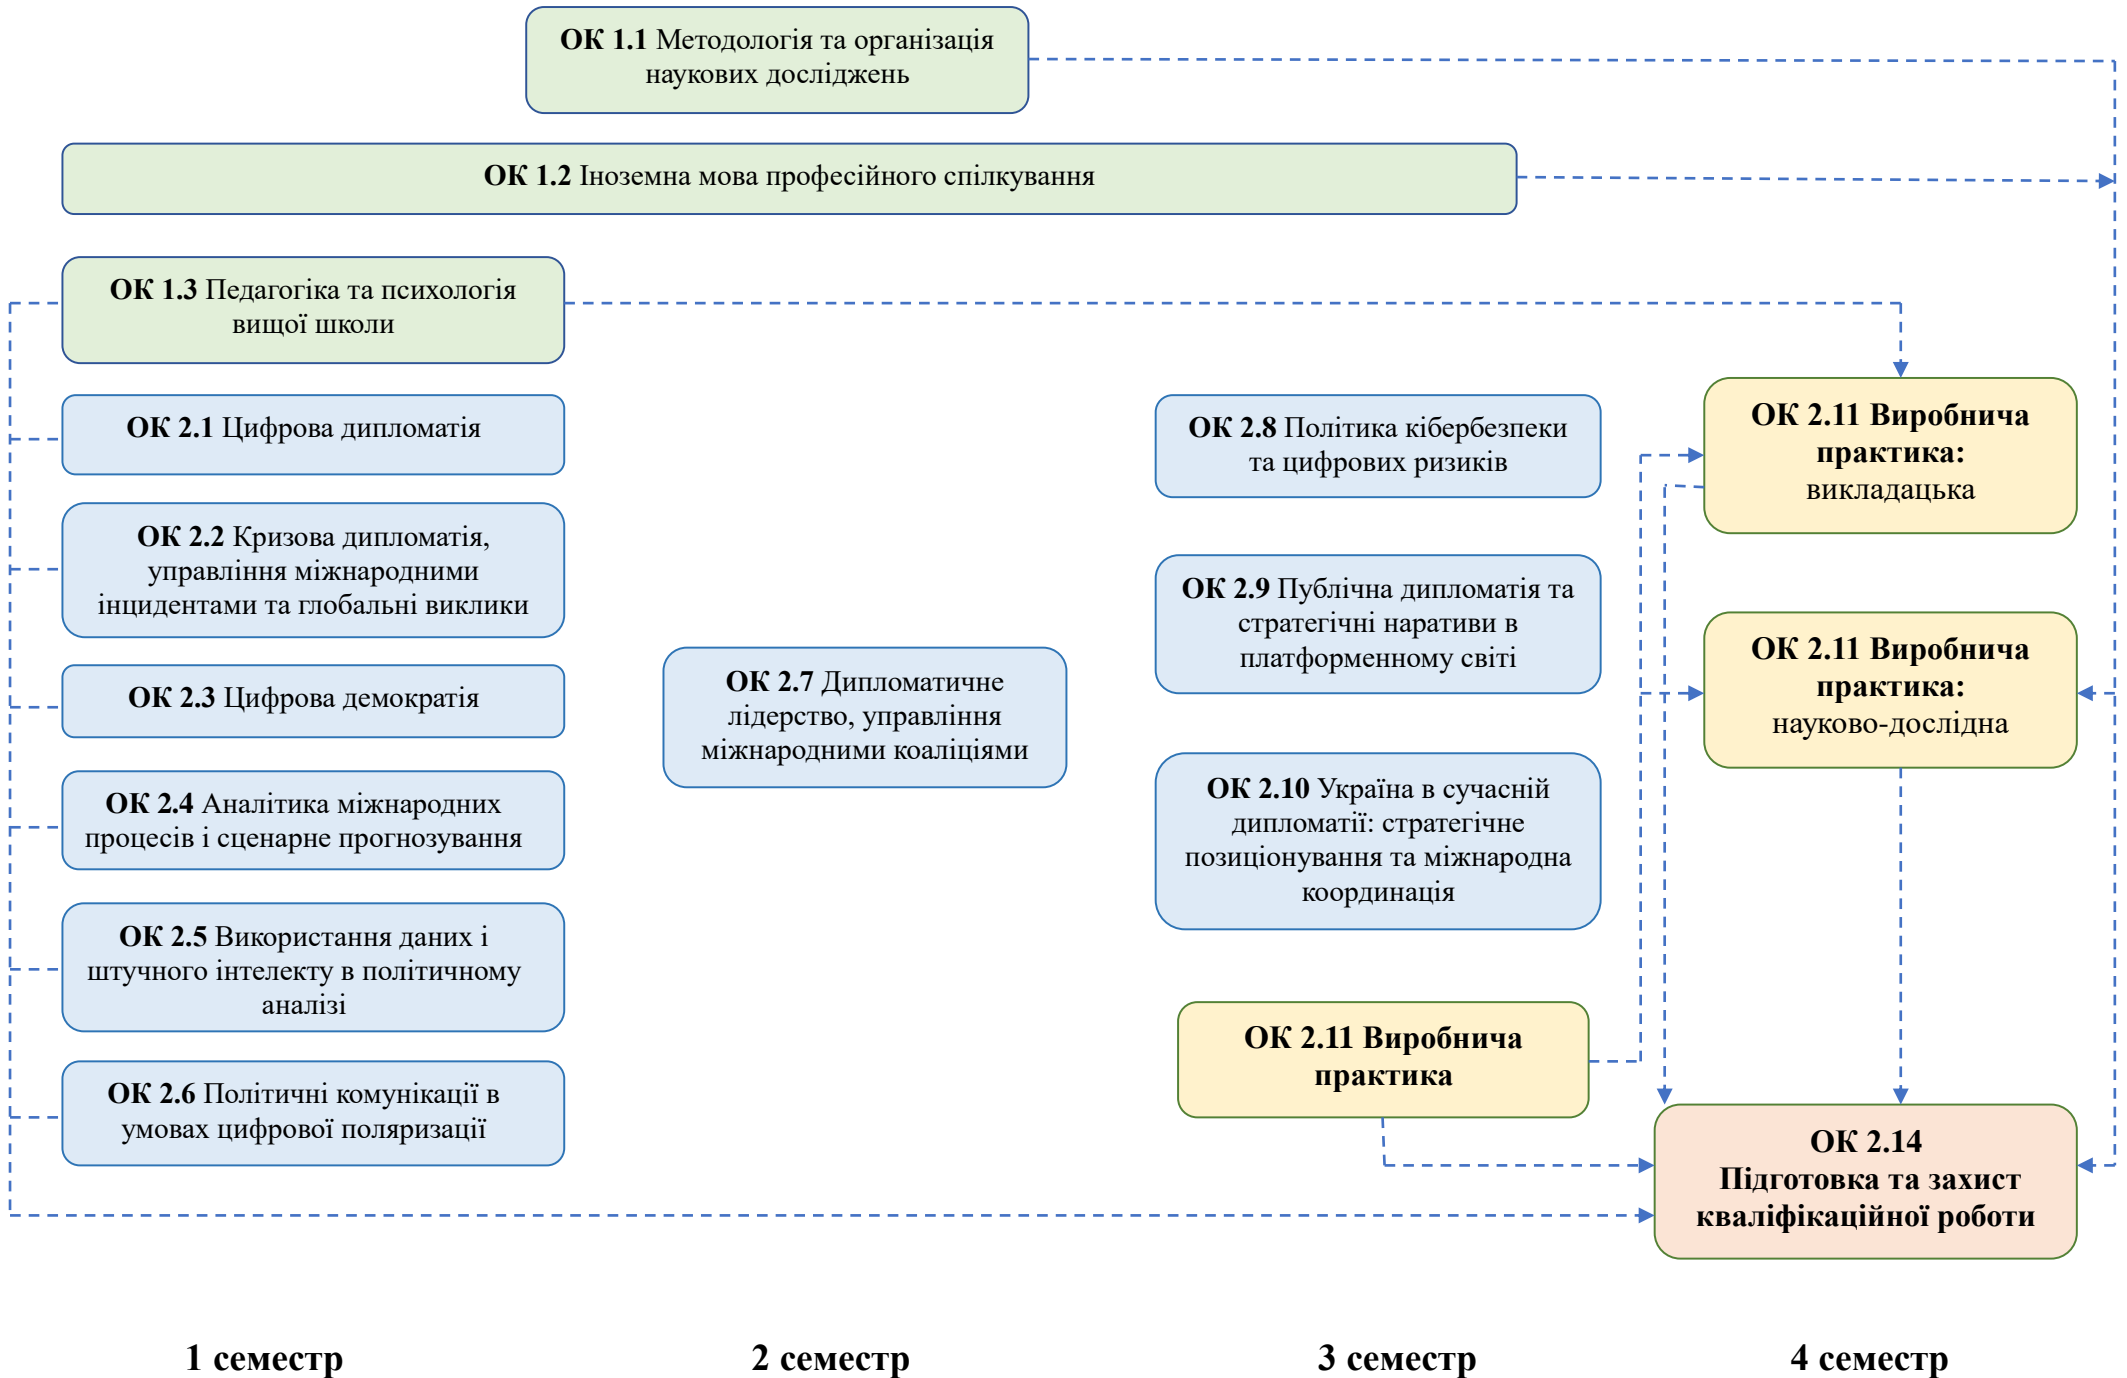 ОК 1.1 Методологія та організація
наукових досліджень
ОК 1.2 Іноземна мова професійного спілкування
ОК 1.3 Педагогіка та психологія
вищої школи
ОК 2.1 Цифрова дипломатія
ОК 2.2 Кризова дипломатія,
управління міжнародними
інцидентами та глобальні виклики
ОК 2.3 Цифрова демократія
ОК 2.4 Аналітика міжнародних
процесів і сценарне прогнозування
ОК 2.5 Використання даних і
штучного інтелекту в політичному
аналізі
ОК 2.6 Політичні комунікації в
умовах цифрової поляризації
ОК 2.7 Дипломатичне
лідерство, управління
міжнародними коаліціями
ОК 2.8 Політика кібербезпеки
та цифрових ризиків
ОК 2.9 Публічна дипломатія та
стратегічні наративи в
платформенному світі
ОК 2.10 Україна в сучасній
дипломатії: стратегічне
позиціонування та міжнародна
координація
ОК 2.11 Виробнича
практика
ОК 2.11 Виробнича
практика:
викладацька
ОК 2.11 Виробнича
практика:
науково-дослідна
ОК 2.14
Підготовка та захист
кваліфікаційної роботи
1 семестр
2 семестр
3 семестр
4 семестр